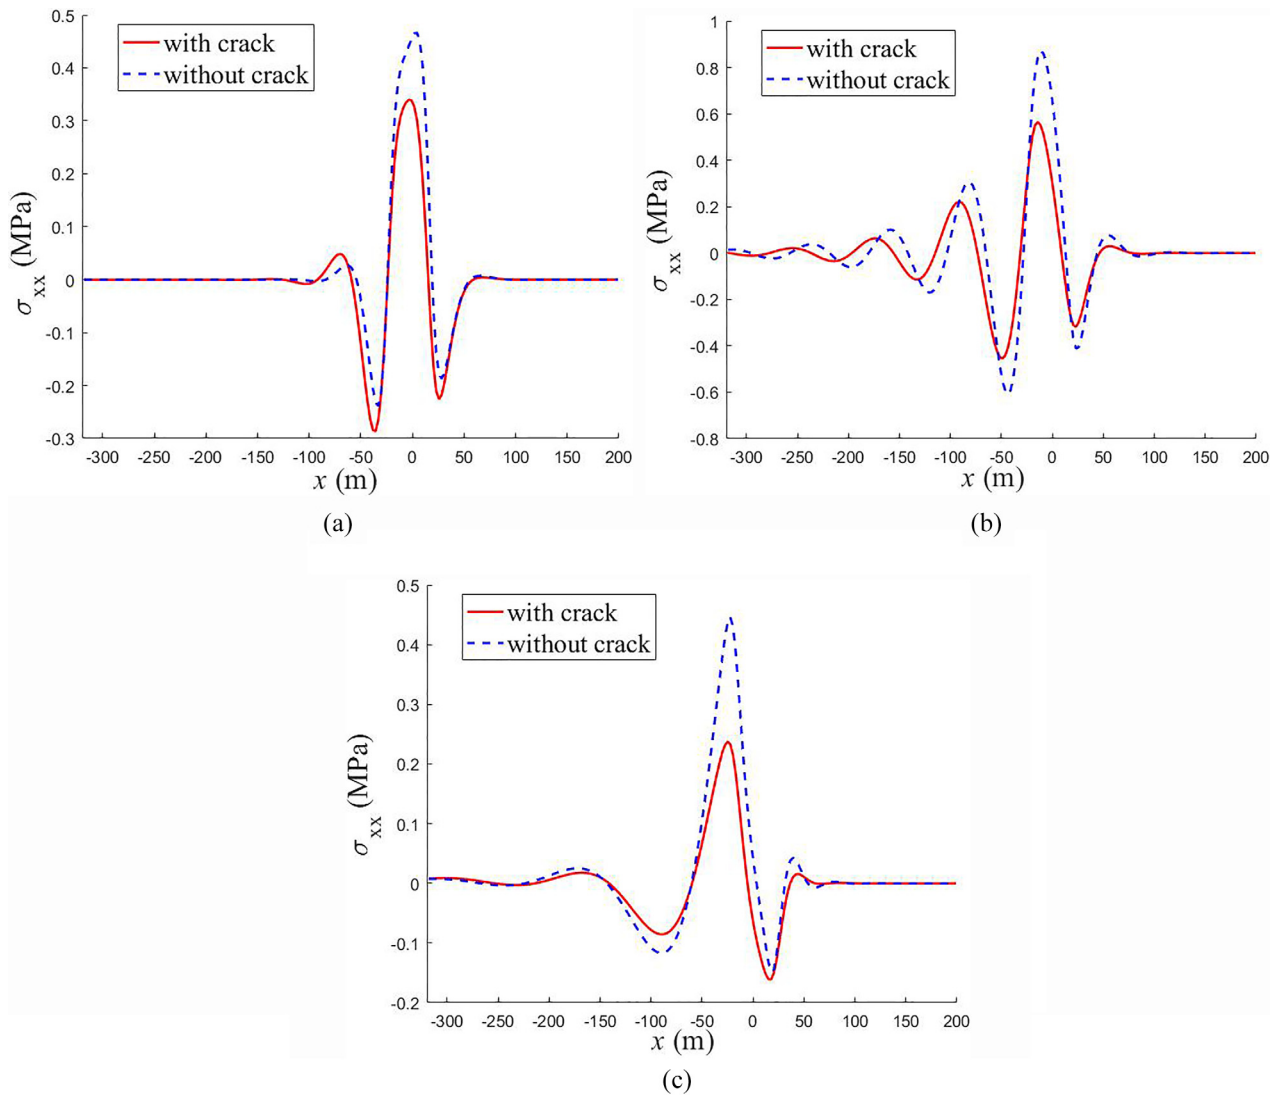 0.5
with crack
without crack
0.4
0.3
0.2
0.1
0
-0.1
-0.2
-0.3
σxx (MPa)
-300 -250 -200 -150 -100 -50 0 50 100 150 200
x (m)
(a)
1
with crack
without crack
0.8
0.6
0.4
0.2
0
-0.2
-0.4
-0.6
-0.8
σxx (MPa)
-300 -250 -200 -150 -100 -50 0 50 100 150 200
x (m)
(b)
0.5
with crack
without crack
0.4
0.3
0.2
0.1
0
-0.1
-0.2
σxx (MPa)
-300 -250 -200 -150 -100 -50 0 50 100 150 200
x (m)
(c)